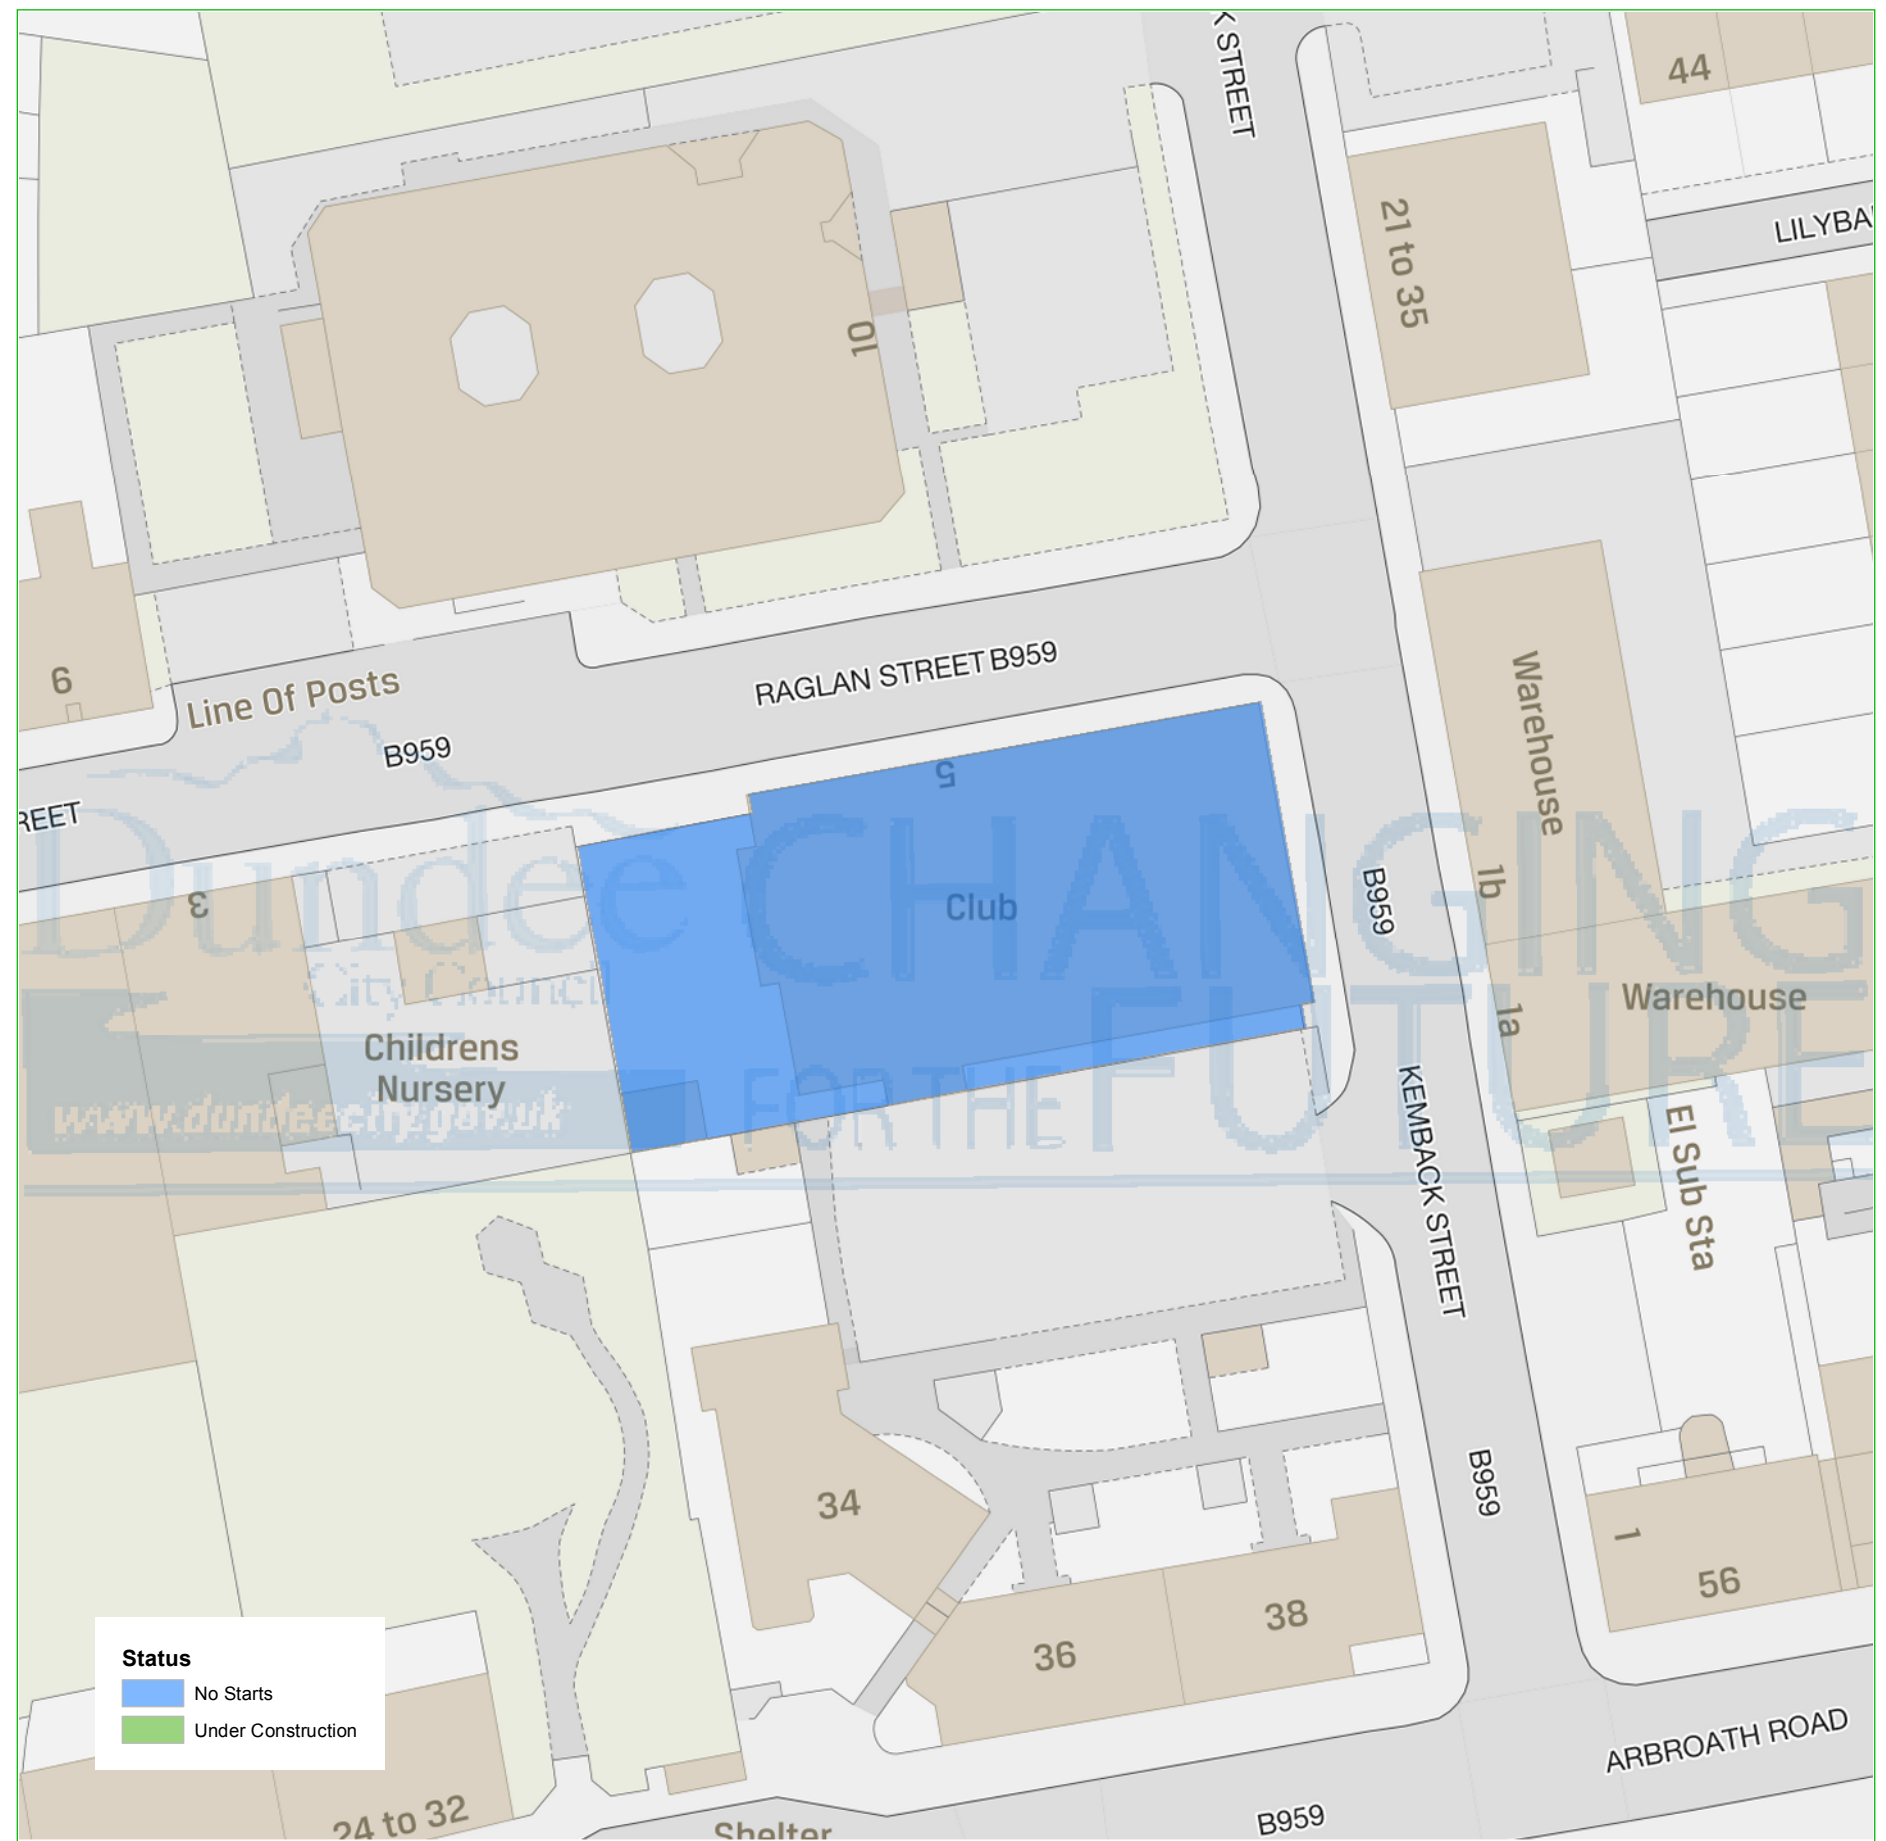 K STREET
44
21 to 35
LILYBA
10
6
Line Of Posts
RAGLAN STREET B959
B959
REET
5
Warehouse
1b
B959
3
Club
Dundee
City Council
CHANGING
FOR THE
FUTURE
www.dundeecity.gov.uk
Childrens
Nursery
Warehouse
1a
KEMBACK STREET
El Sub Sta
B959
34
36
38
1
56
Status
No Starts
Under Construction
24 to 32
Shelter
B959
ARBROATH ROAD